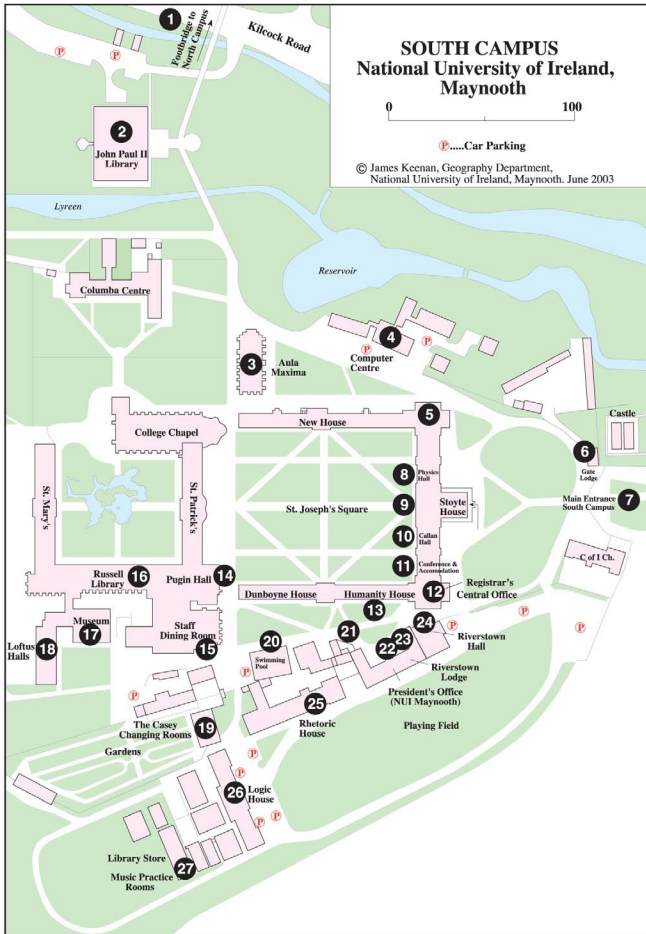 1
Footbridge to
North Campus
Kilcock Road
SOUTH CAMPUS
National University of Ireland,
Maynooth
0 100
P.....Car Parking
© James Keenan, Geography Department,
National University of Ireland, Maynooth. June 2003
P
P
2
John Paul II
Library
Lyreen
Reservoir
Columba Centre
4
Computer
Centre
P
P
3
Aula
Maxima
5
New House
College Chapel
Castle
6
Gate
Lodge
St. Mary's
St. Patrick's
8
Physics
Hall
9
St. Joseph's Square
Stoyte
House
Main Entrance
South Campus
7
10
Callan
Hall
11
Conference &
Accomodation
C of I Ch.
Russell
Library
16
Pugin Hall
14
Dunboyne House
Humanity House
12
Registrar's
Central Office
13
Museum
17
Loftus
Halls
18
Staff
Dining Room
15
20
Swimming
Pool
21
22
23
24
Riverstown
Hall
Riverstown
Lodge
President's Office
(NUI Maynooth)
P
P
P
P
P
25
Rhetoric
House
Playing Field
The Casey
Changing Rooms
19
Gardens
P
P
26
Logic
House
P
P
Library Store
27
Music Practice
Rooms